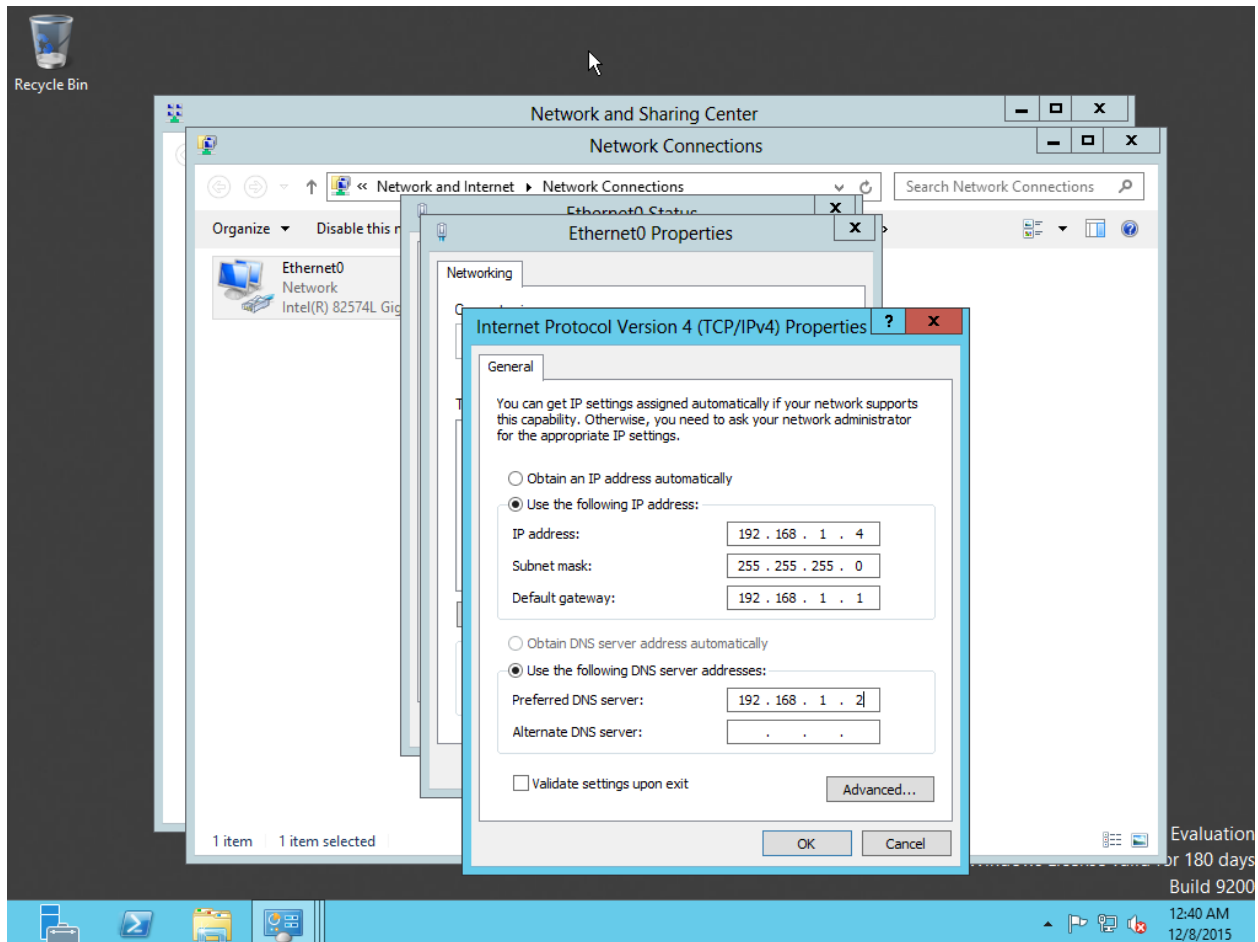 Recycle Bin
Network and Sharing Center
Network Connections
« Network and Internet Network Connections
Search Network Connections
Organize
Disable this
Ethernet0 Status
Ethernet0 Properties
Ethernet0
Network
Intel(R) 82574L Gig
Networking
Internet Protocol Version 4 (TCP/IPv4) Properties
? x
General
You can get IP settings assigned automatically if your network supports
this capability. Otherwise, you need to ask your network administrator
for the appropriate IP settings.
Obtain an IP address automatically
Use the following IP address:
IP address: 192 . 168 . 1 . 4
Subnet mask: 255 . 255 . 255 . 0
Default gateway: 192 . 168 . 1 . 1
Obtain DNS server address automatically
Use the following DNS server addresses:
Preferred DNS server: 192 . 168 . 1 . 2
Alternate DNS server: . . .
Validate settings upon exit
Advanced...
OK Cancel
1 item 1 item selected
Evaluation
or 180 days
Build 9200
12:40 AM
12/8/2015